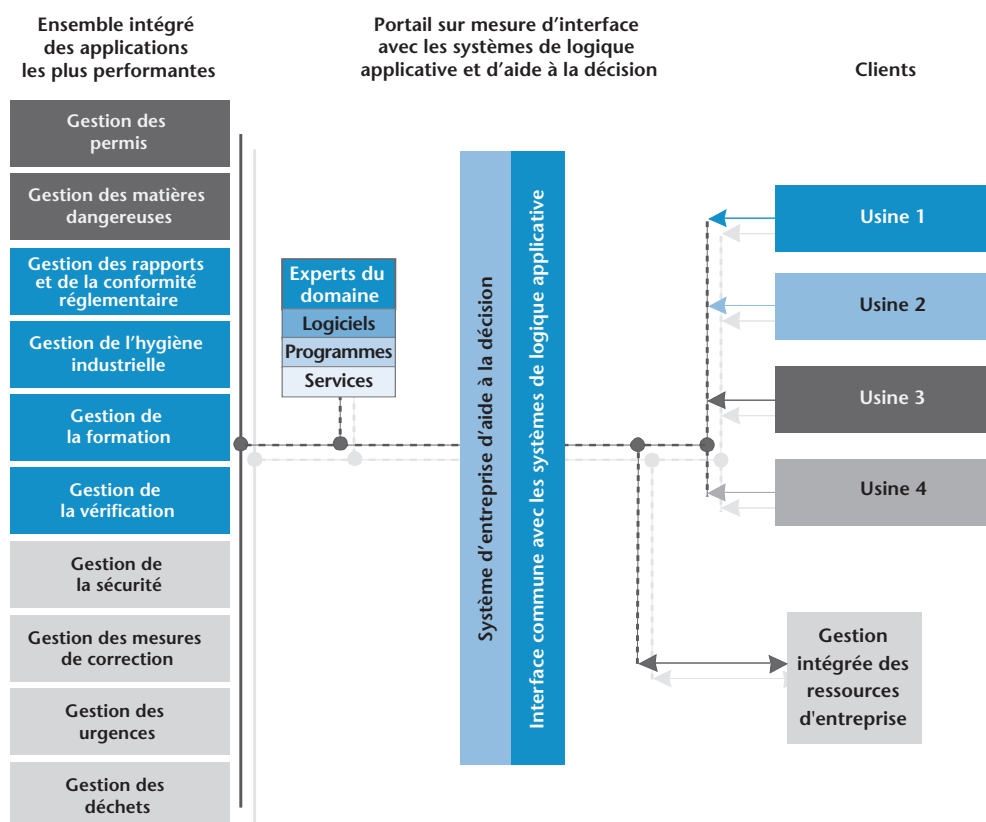 Ensemble intégré
des applications
les plus performantes
Portail sur mesure d’interface
avec les systèmes de logique
applicative et d’aide à la décision
Clients
Gestion des
permis
Gestion des matières
dangereuses
Gestion des rapports
et de la conformité
réglementaire
Gestion de l’hygiène
industrielle
Gestion de
la formation
Gestion de
la vérification
Gestion de
la sécurité
Gestion des mesures
de correction
Gestion des
urgences
Gestion des
déchets
Experts du
domaine
Logiciels
Programmes
Services
Système d’entreprise d’aide à la décision
Interface commune avec les systèmes de logique applicative
Usine 1
Usine 2
Usine 3
Usine 4
Gestion
intégrée des
ressources
d'entreprise